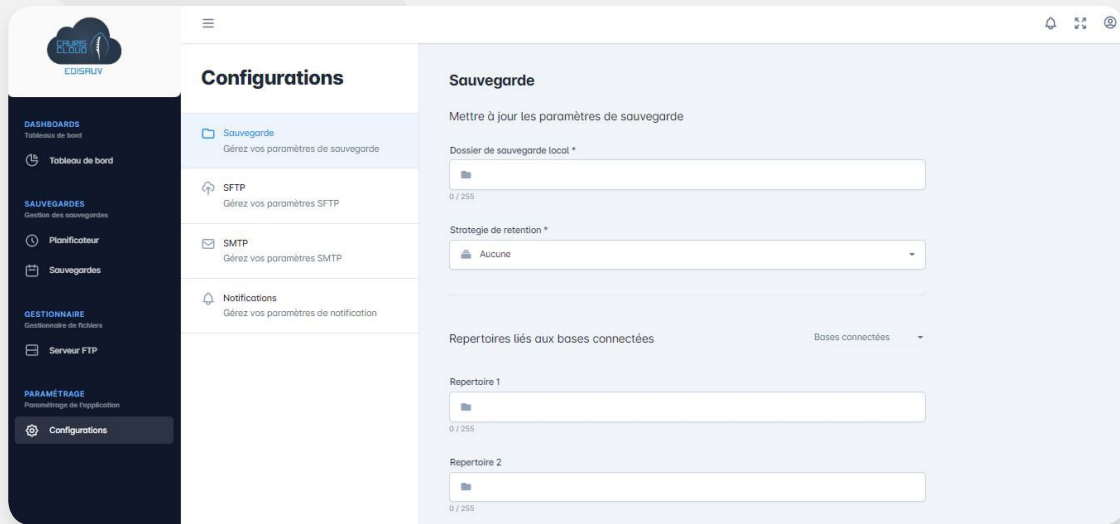 CAURIS
CLOUD
EDISAUV
DASHBOARDS
Tableaux de bord
Tableau de bord
SAUVEGARDES
Gestion des sauvegardes
Planificateur
Sauvegardes
GESTIONNAIRE
Gestionnaire de fichiers
Serveur FTP
PARAMÉTRAGE
Paramétrage de l'application
Configurations
Configurations
Sauvegarde
Gérez vos paramètres de sauvegarde
SFTP
Gérez vos paramètres SFTP
SMTP
Gérez vos paramètres SMTP
Notifications
Gérez vos paramètres de notification
Sauvegarde
Mettre à jour les paramètres de sauvegarde
Dossier de sauvegarde local *
0 / 255
Strategie de retention *
Aucune
Repertoires liés aux bases connectées
Bases connectées
Repertoire 1
0 / 255
Repertoire 2
0 / 255